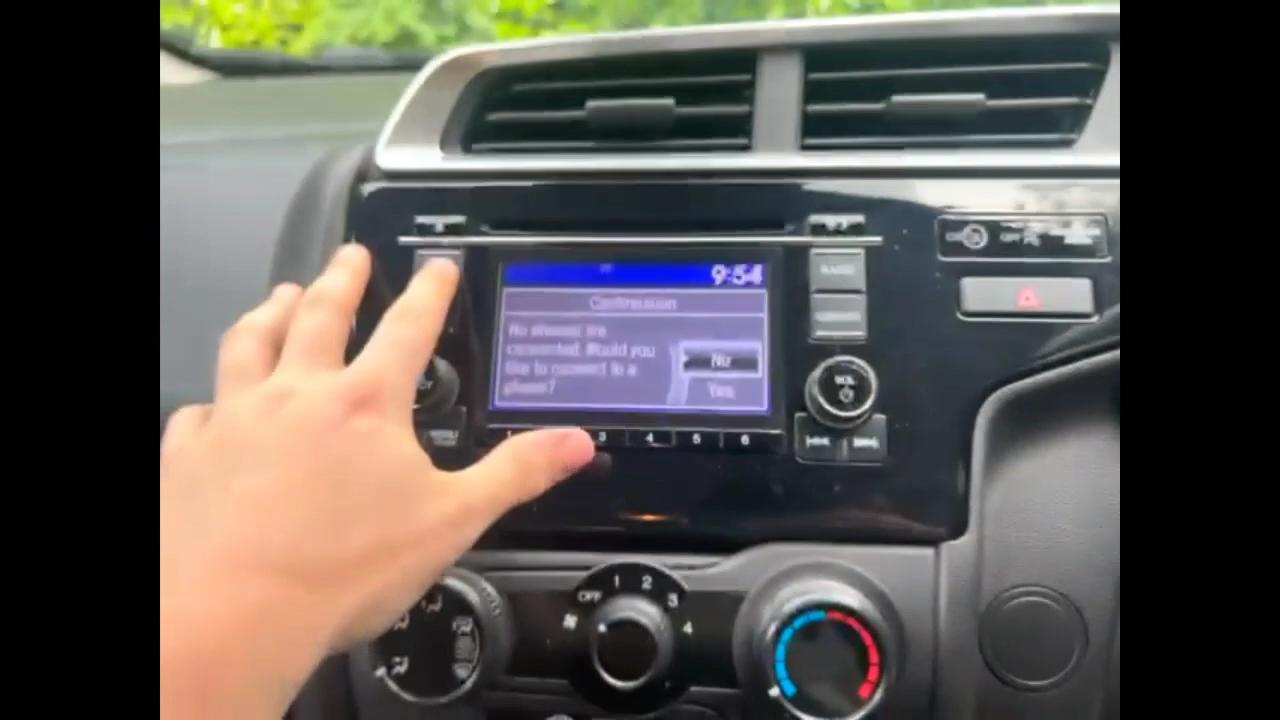 9:54
Confirmation
No phones are
connected. Would you
like to connect to a
phone?
No
Yes
RADIO
VOL
3 4 5 6
OFF 1 2 3 4